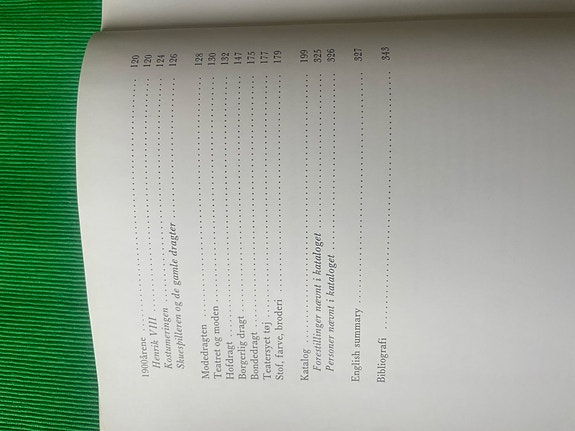 1900årene 120
Henrik VIII 120
Kostumeringen 124
Skuespilleren og de gamle dragter 126
Modedragten 128
Teatret og moden 130
Hofdragt 132
Borgerlig dragt 147
Bondedragt 175
Teatersyet tøj 177
Stof, farve, broderi 179
Katalog 199
Forestillinger nævnt i kataloget 325
Personer nævnt i kataloget 326
English summary 327
Bibliografi 343